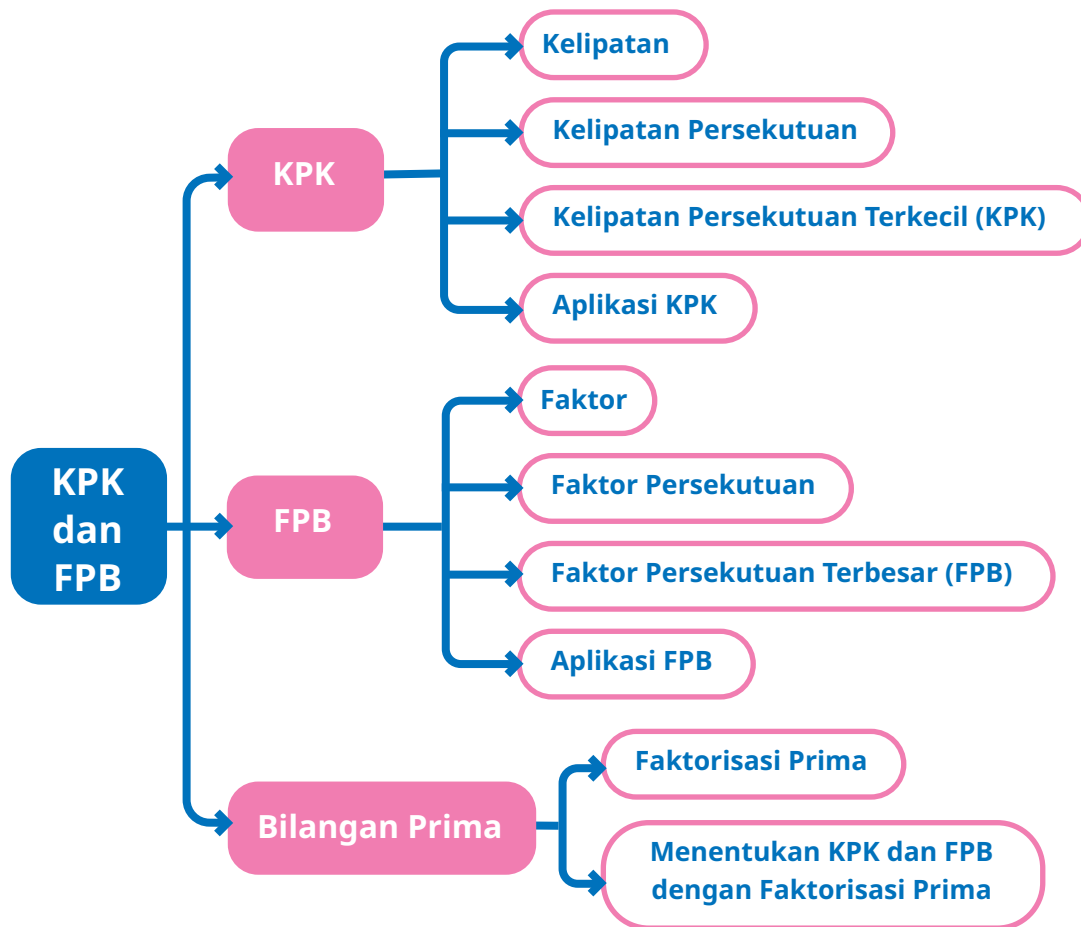 KPK
dan
FPB
KPK
Kelipatan
Kelipatan Persekutuan
Kelipatan Persekutuan Terkecil (KPK)
Aplikasi KPK
FPB
Faktor
Faktor Persekutuan
Faktor Persekutuan Terbesar (FPB)
Aplikasi FPB
Bilangan Prima
Faktorisasi Prima
Menentukan KPK dan FPB
dengan Faktorisasi Prima